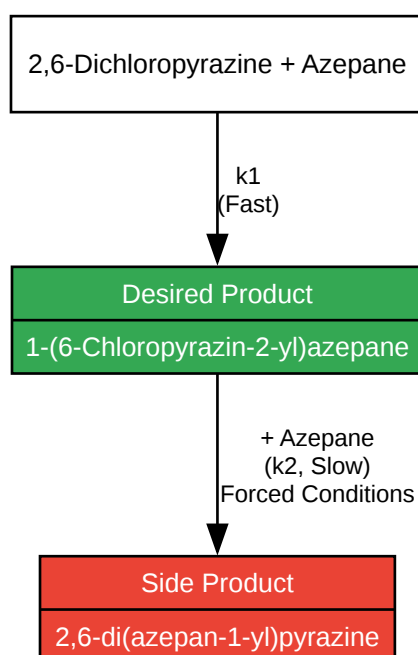 2,6-Dichloropyrazine + Azepane
k1
(Fast)
Desired Product
1-(6-Chloropyrazin-2-yl)azepane
+ Azepane
(k2, Slow)
Forced Conditions
Side Product
2,6-di(azepan-1-yl)pyrazine